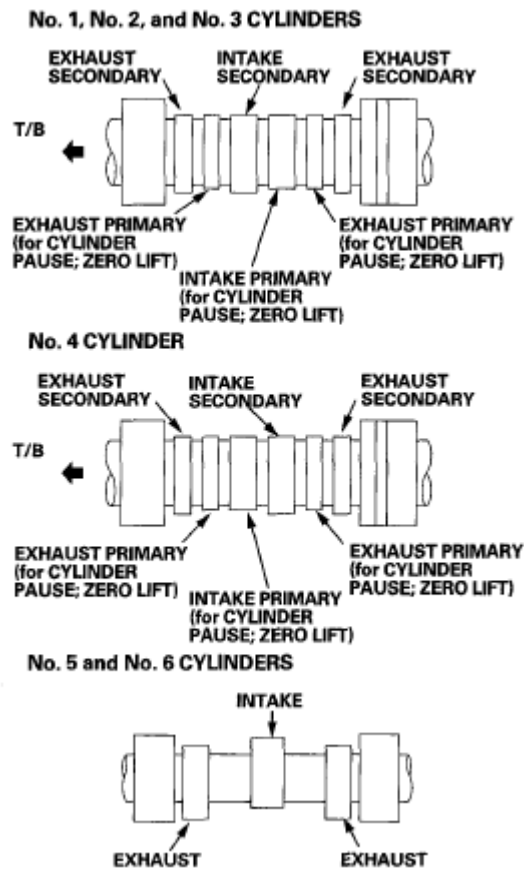 No. 1, No. 2, and No. 3 CYLINDERS
EXHAUST
SECONDARY
INTAKE
SECONDARY
EXHAUST
SECONDARY
T/B
EXHAUST PRIMARY
(for CYLINDER
PAUSE; ZERO LIFT)
INTAKE PRIMARY
(for CYLINDER
PAUSE; ZERO LIFT)
EXHAUST PRIMARY
(for CYLINDER
PAUSE; ZERO LIFT)
No. 4 CYLINDER
EXHAUST
SECONDARY
INTAKE
SECONDARY
EXHAUST
SECONDARY
T/B
EXHAUST PRIMARY
(for CYLINDER
PAUSE; ZERO LIFT)
INTAKE PRIMARY
(for CYLINDER
PAUSE; ZERO LIFT)
EXHAUST PRIMARY
(for CYLINDER
PAUSE; ZERO LIFT)
No. 5 and No. 6 CYLINDERS
INTAKE
EXHAUST
EXHAUST